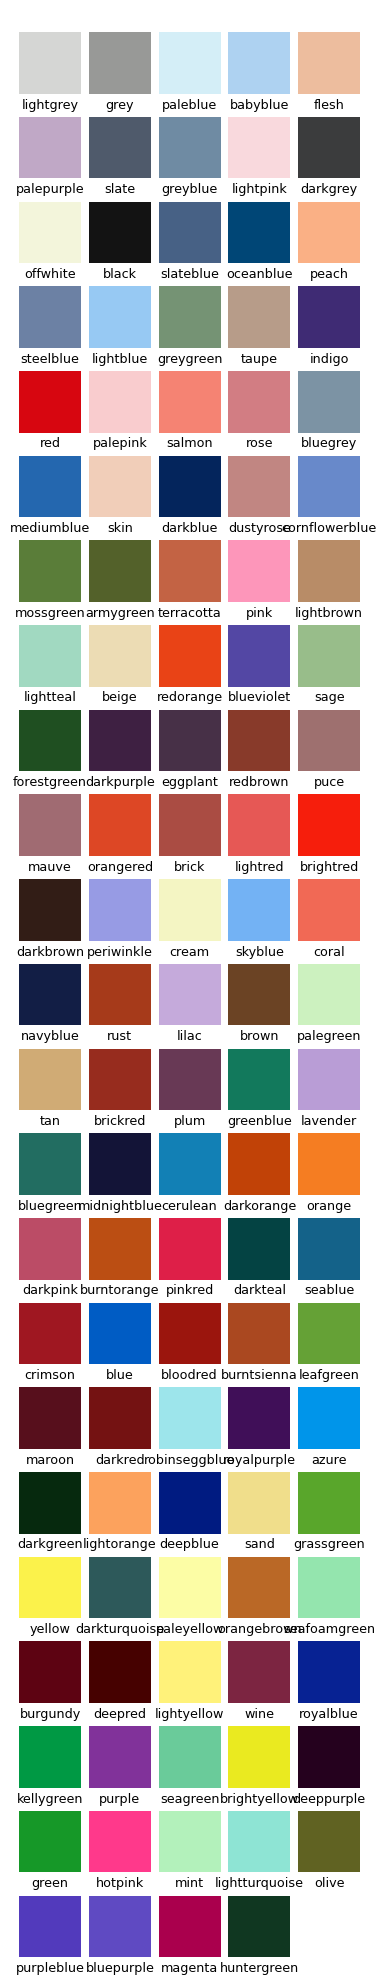 lightgrey grey paleblue babyblue flesh
palepurple slate greyblue lightpink darkgrey
offwhite black slateblue oceanblue peach
steelblue lightblue greygreen taupe indigo
red palepink salmon rose bluegrey
mediumblue skin darkblue dustyrose cornflowerblue
mossgreen armygreen terracotta pink lightbrown
lightteal beige redorange blueviolet sage
forestgreen darkpurple eggplant redbrown puce
mauve orangered brick lightred brightred
darkbrown periwinkle cream skyblue coral
navyblue rust lilac brown palegreen
tan brickred plum greenblue lavender
bluegreen midnightblue cerulean darkorange orange
darkpink burntorange pinkred darkteal seablue
crimson blue bloodred burntsienna leafgreen
maroon darkred robinseggblue royalpurple azure
darkgreen lightorange deepblue sand grassgreen
yellow darkturquoise paleyellow orangebrown seafoamgreen
burgundy deepred lightyellow wine royalblue
kellygreen purple seagreen brightyellow deeppurple
green hotpink mint lightturquoise olive
purpleblue bluepurple magenta huntergreen